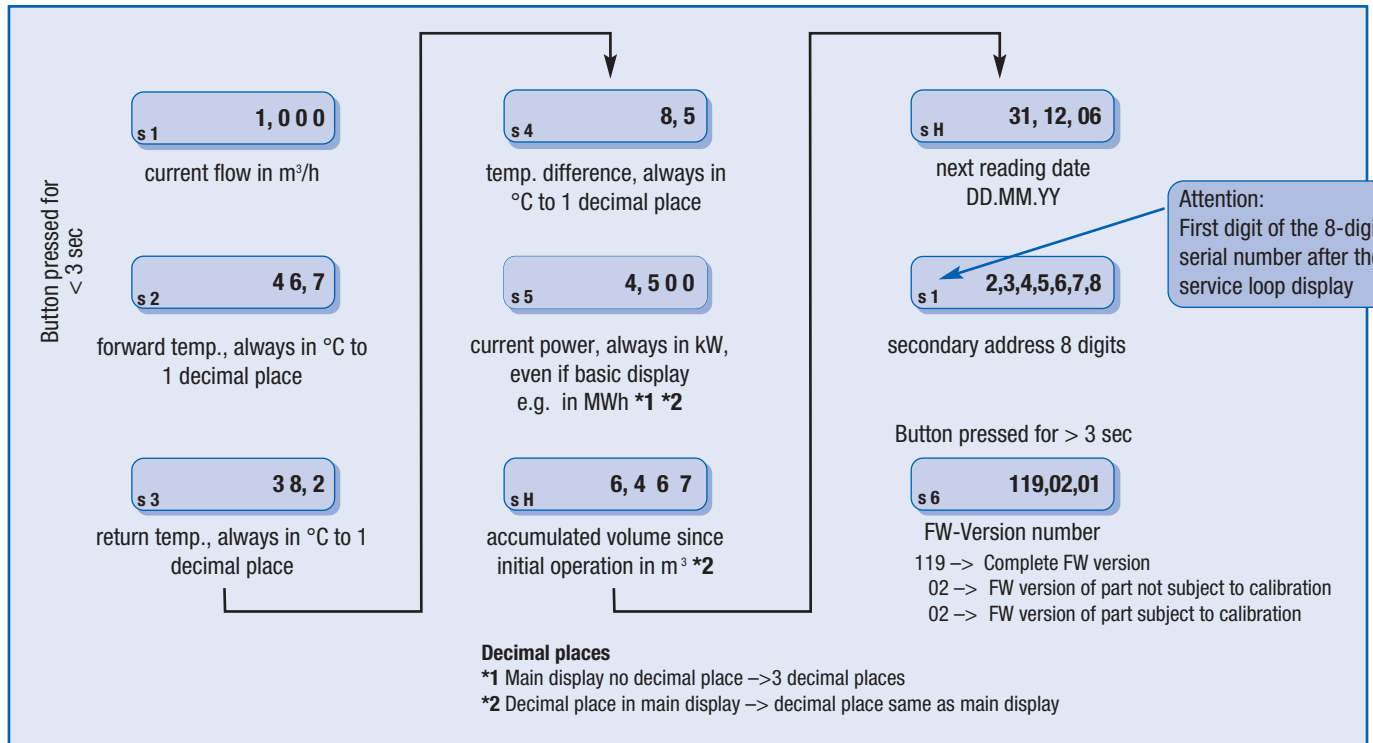 Button pressed for
< 3 sec
s 1 1, 0 0 0
current flow in m³/h
s 2 4 6, 7
forward temp., always in °C to
1 decimal place
s 3 3 8, 2
return temp., always in °C to 1
decimal place
s 4 8, 5
temp. difference, always in
°C to 1 decimal place
s 5 4, 5 0 0
current power, always in kW,
even if basic display
e.g. in MWh *1 *2
s H 6, 4 6 7
accumulated volume since
initial operation in m³ *2
s H 31, 12, 06
next reading date
DD.MM.YY
Attention:
First digit of the 8-digi
serial number after the
service loop display
s 1 2,3,4,5,6,7,8
secondary address 8 digits
Button pressed for > 3 sec
s 6 119,02,01
FW-Version number
119 –> Complete FW version
02 –> FW version of part not subject to calibration
02 –> FW version of part subject to calibration
Decimal places
*1 Main display no decimal place –>3 decimal places
*2 Decimal place in main display –> decimal place same as main display